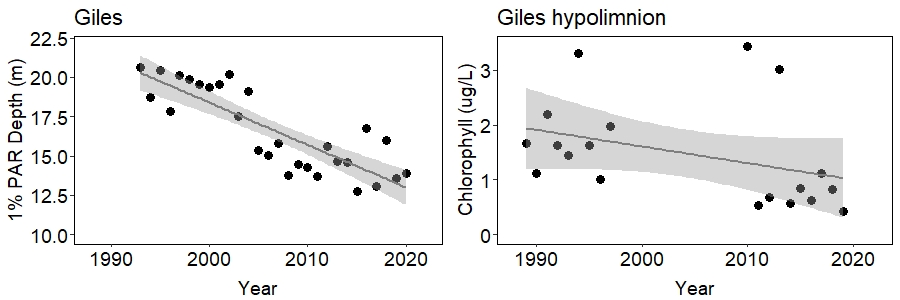 Giles
1% PAR Depth (m)
22.5
20.0
17.5
15.0
12.5
10.0
1990 2000 2010 2020
Year
Giles hypolimnion
Chlorophyll (ug/L)
3
2
1
0
1990 2000 2010 2020
Year